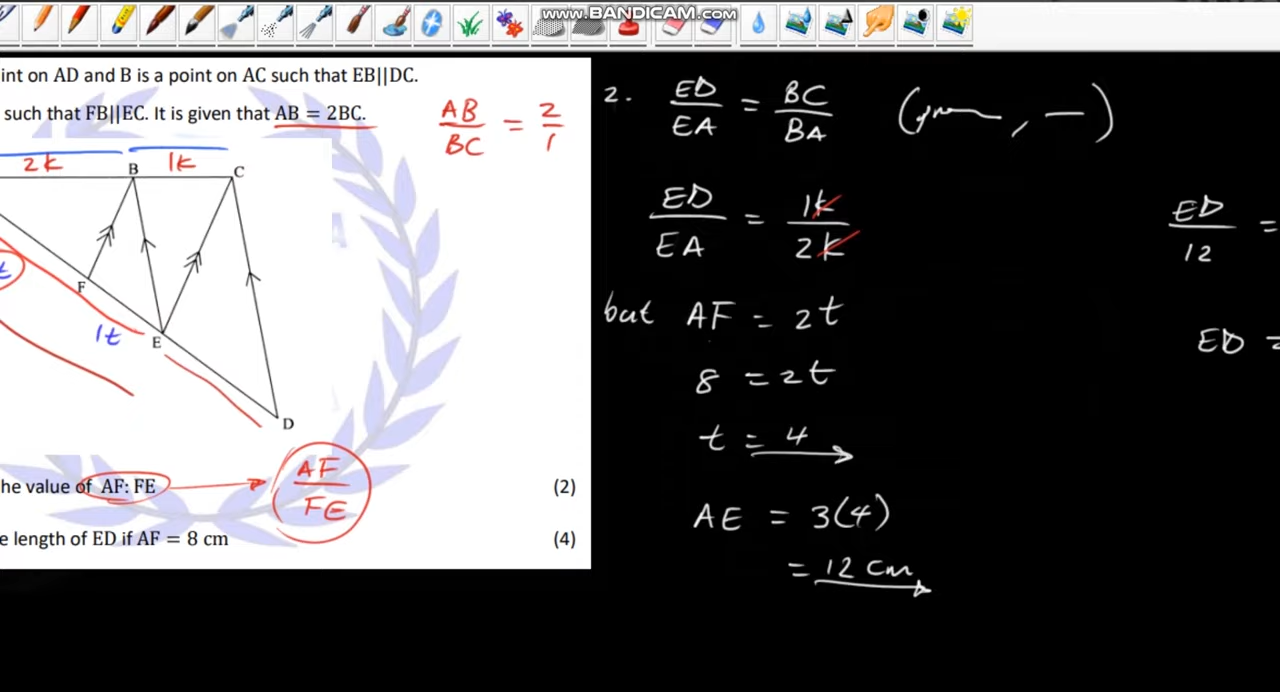 www.BANDICAM.com
int on AD and B is a point on AC such that EB||DC.
such that FB||EC. It is given that AB = 2BC.
AB/BC = 2/1
2k
1k
B
C
t
F
1t
E
D
he value of AF: FE
AF/FE
(2)
e length of ED if AF = 8 cm
(4)
2. ED/EA = BC/BA
ED/EA = 1k/2k
but AF = 2t
8 = 2t
t = 4
AE = 3(4)
= 12 cm
ED/12 =
ED =